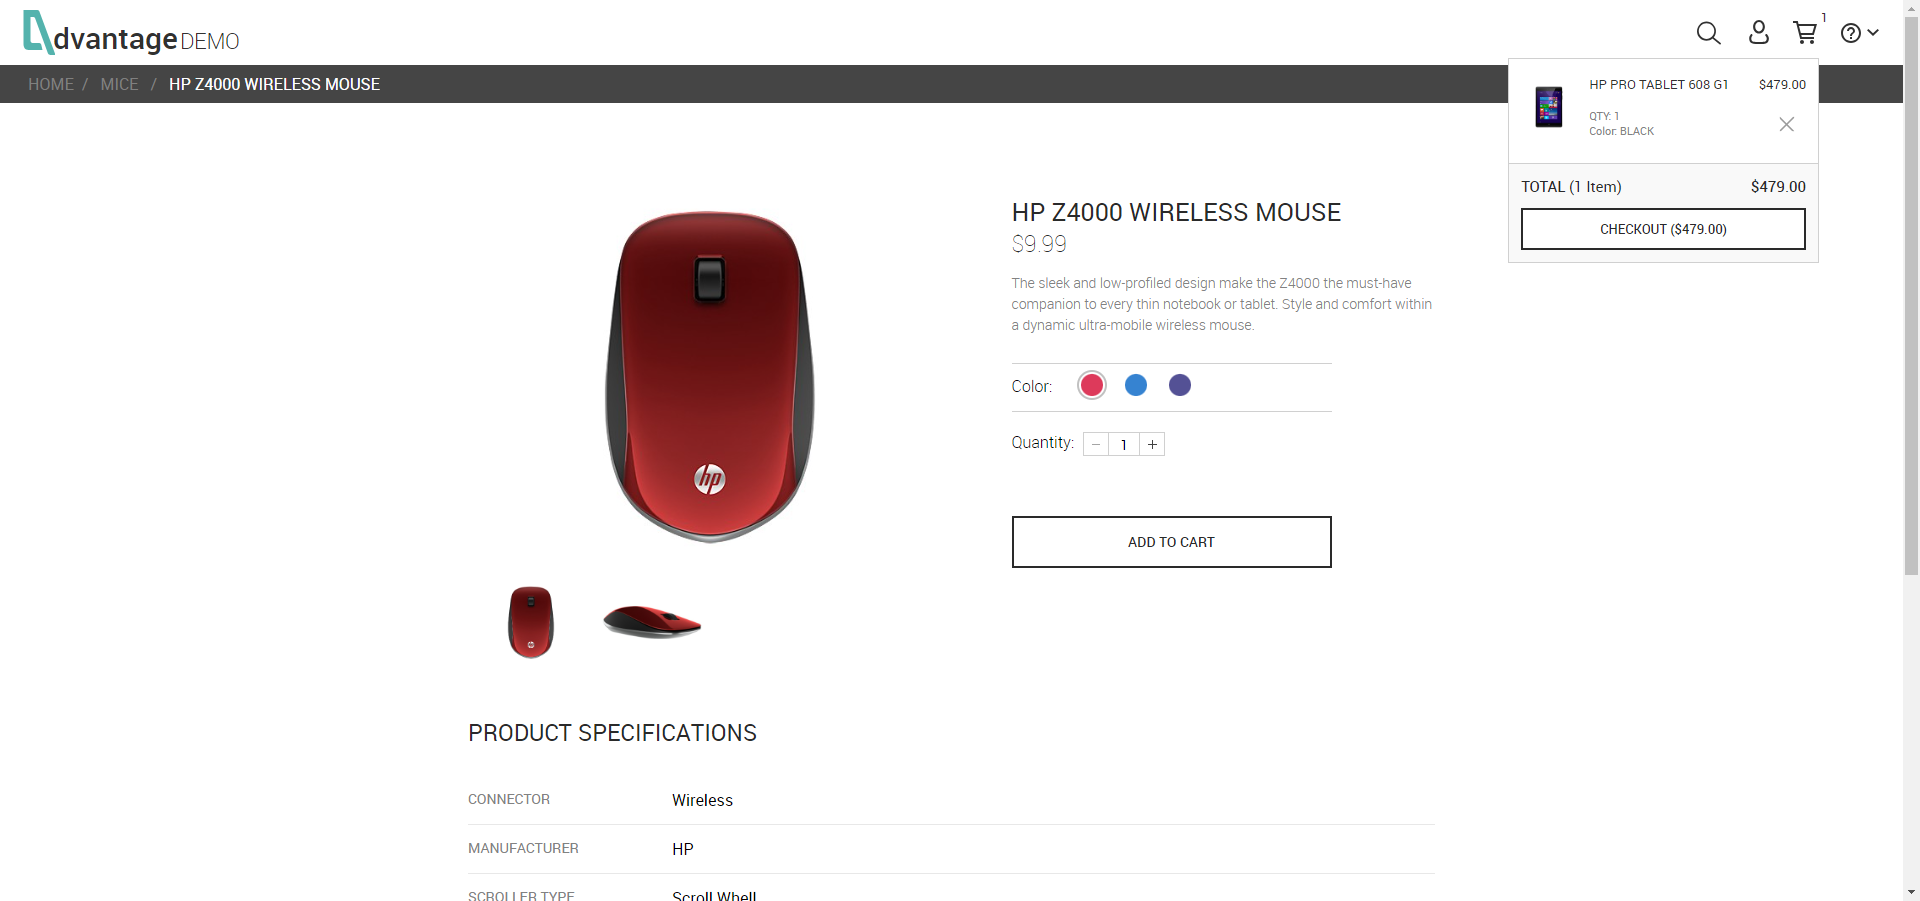 dvantage DEMO
1
HOME / MICE / HP Z4000 WIRELESS MOUSE
HP PRO TABLET 608 G1 $479.00
QTY: 1
Color: BLACK
TOTAL (1 Item) $479.00
CHECKOUT ($479.00)
hp
HP Z4000 WIRELESS MOUSE
$9.99
The sleek and low-profiled design make the Z4000 the must-have
companion to every thin notebook or tablet. Style and comfort within
a dynamic ultra-mobile wireless mouse.
Color:
Quantity: − 1 +
ADD TO CART
PRODUCT SPECIFICATIONS
CONNECTOR Wireless
MANUFACTURER HP
SCROLLER TYPE Scroll Whell